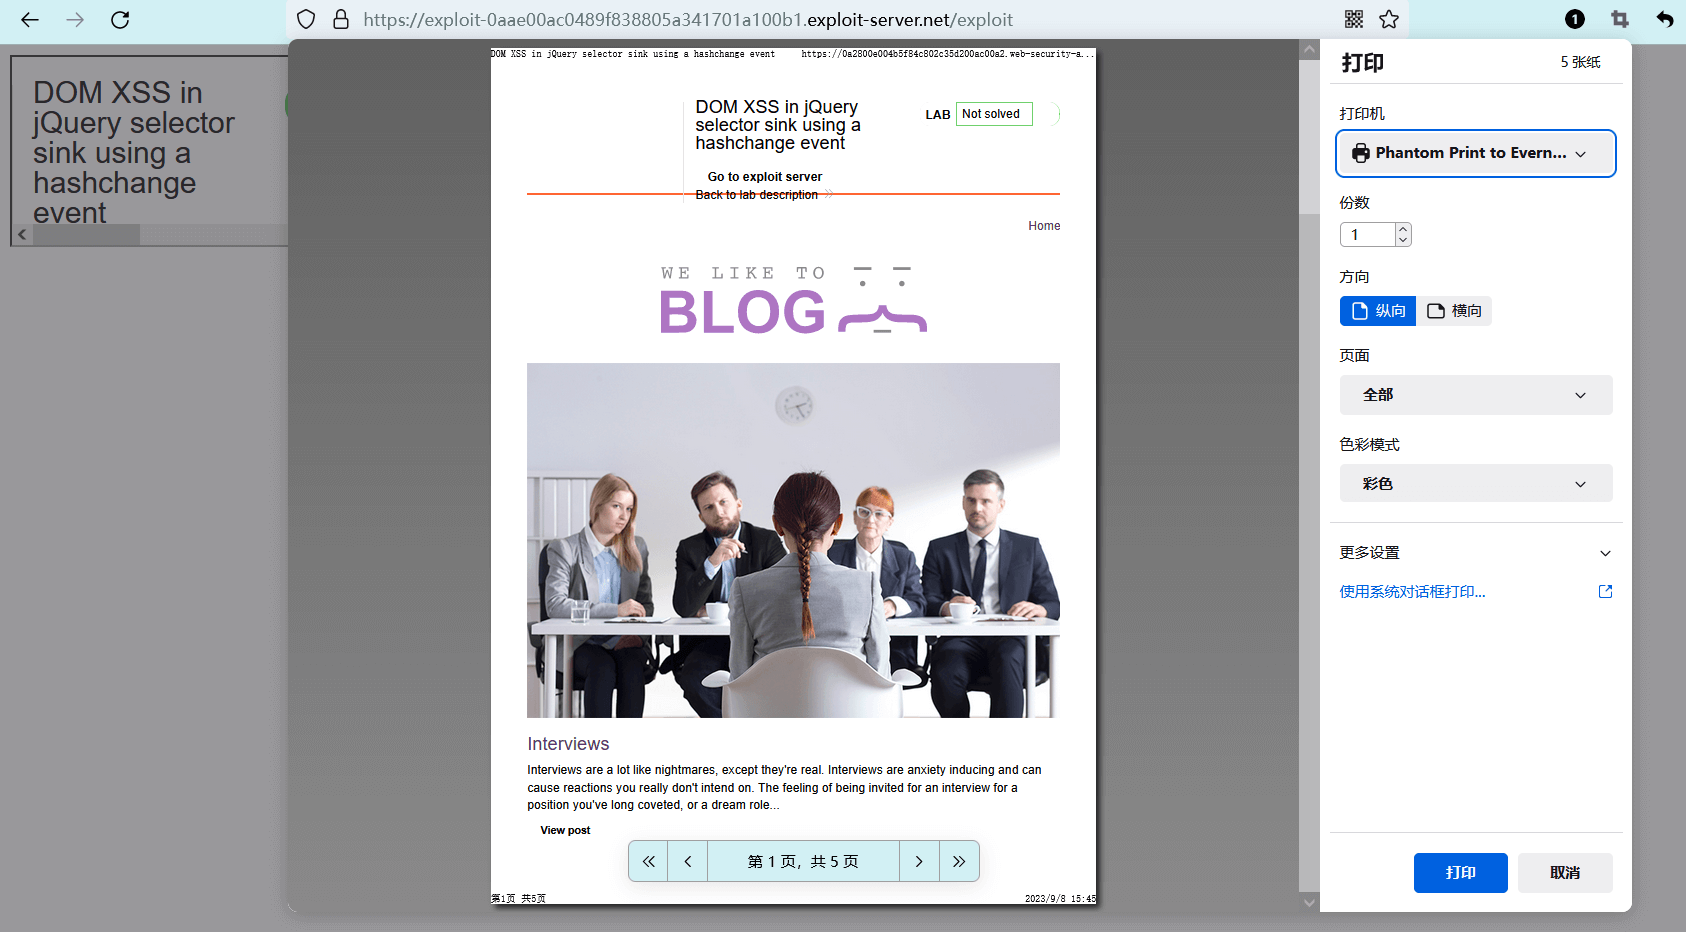 https://exploit-0aae00ac0489f838805a341701a100b1.exploit-server.net/exploit
1
DOM XSS in
jQuery selector
sink using a
hashchange
event
DOM XSS in jQuery selector sink using a hashchange event
https://0a2800e004b5f84c802c35d200ac00a2.web-security-a...
DOM XSS in jQuery
selector sink using a
hashchange event
LAB
Not solved
Go to exploit server
Back to lab description
Home
WE LIKE TO
BLOG
Interviews
Interviews are a lot like nightmares, except they're real. Interviews are anxiety inducing and can
cause reactions you really don't intend on. The feeling of being invited for an interview for a
position you've long coveted, or a dream role...
View post
第 1 页，共 5 页
第1页 共5页
2023/9/8 15:45
打印
5 张纸
打印机
Phantom Print to Evern...
份数
1
方向
纵向
横向
页面
全部
色彩模式
彩色
更多设置
使用系统对话框打印...
打印
取消